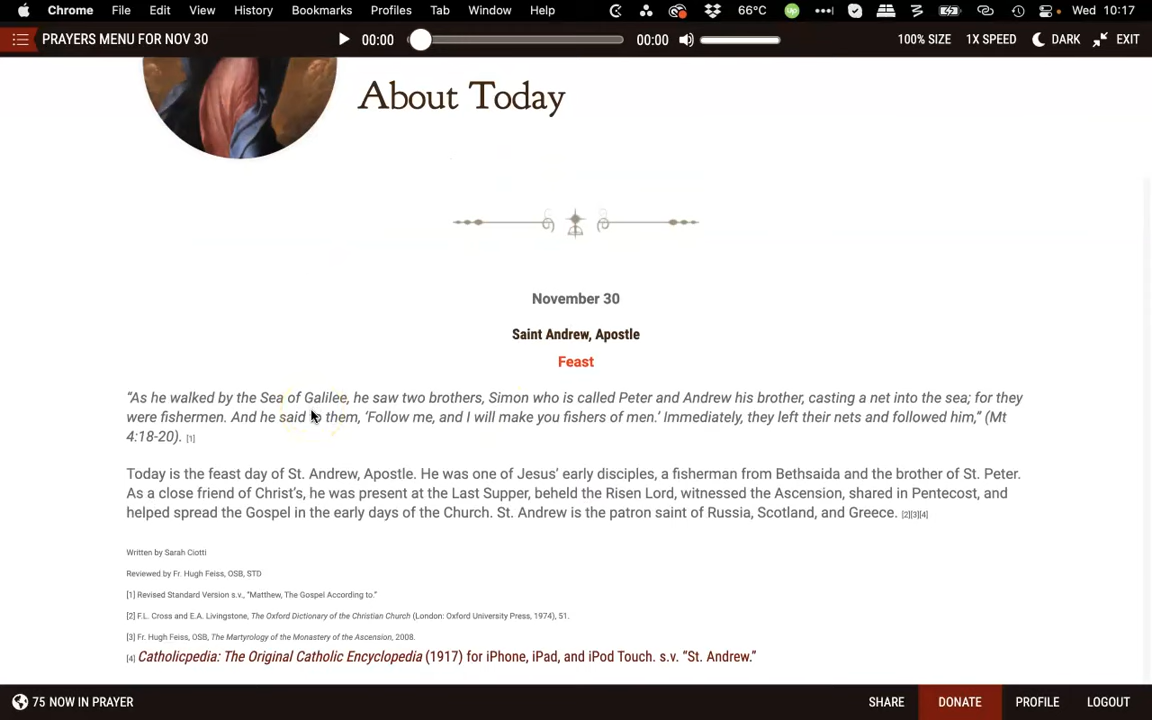 Chrome File Edit View History Bookmarks Profiles Tab Window Help 66°C Up Wed 10:17
PRAYERS MENU FOR NOV 30 00:00 00:00 100% SIZE 1X SPEED DARK EXIT
About Today
November 30
Saint Andrew, Apostle
Feast
“As he walked by the Sea of Galilee, he saw two brothers, Simon who is called Peter and Andrew his brother, casting a net into the sea; for they
were fishermen. And he said to them, ‘Follow me, and I will make you fishers of men.’ Immediately, they left their nets and followed him,” (Mt
4:18-20). [1]
Today is the feast day of St. Andrew, Apostle. He was one of Jesus’ early disciples, a fisherman from Bethsaida and the brother of St. Peter.
As a close friend of Christ’s, he was present at the Last Supper, beheld the Risen Lord, witnessed the Ascension, shared in Pentecost, and
helped spread the Gospel in the early days of the Church. St. Andrew is the patron saint of Russia, Scotland, and Greece. [2][3][4]
Written by Sarah Ciotti
Reviewed by Fr. Hugh Feiss, OSB, STD
[1] Revised Standard Version s.v., “Matthew, The Gospel According to.”
[2] F.L. Cross and E.A. Livingstone, The Oxford Dictionary of the Christian Church (London: Oxford University Press, 1974), 51.
[3] Fr. Hugh Feiss, OSB, The Martyrology of the Monastery of the Ascension, 2008.
[4] Catholicpedia: The Original Catholic Encyclopedia (1917) for iPhone, iPad, and iPod Touch. s.v. “St. Andrew.”
75 NOW IN PRAYER SHARE DONATE PROFILE LOGOUT